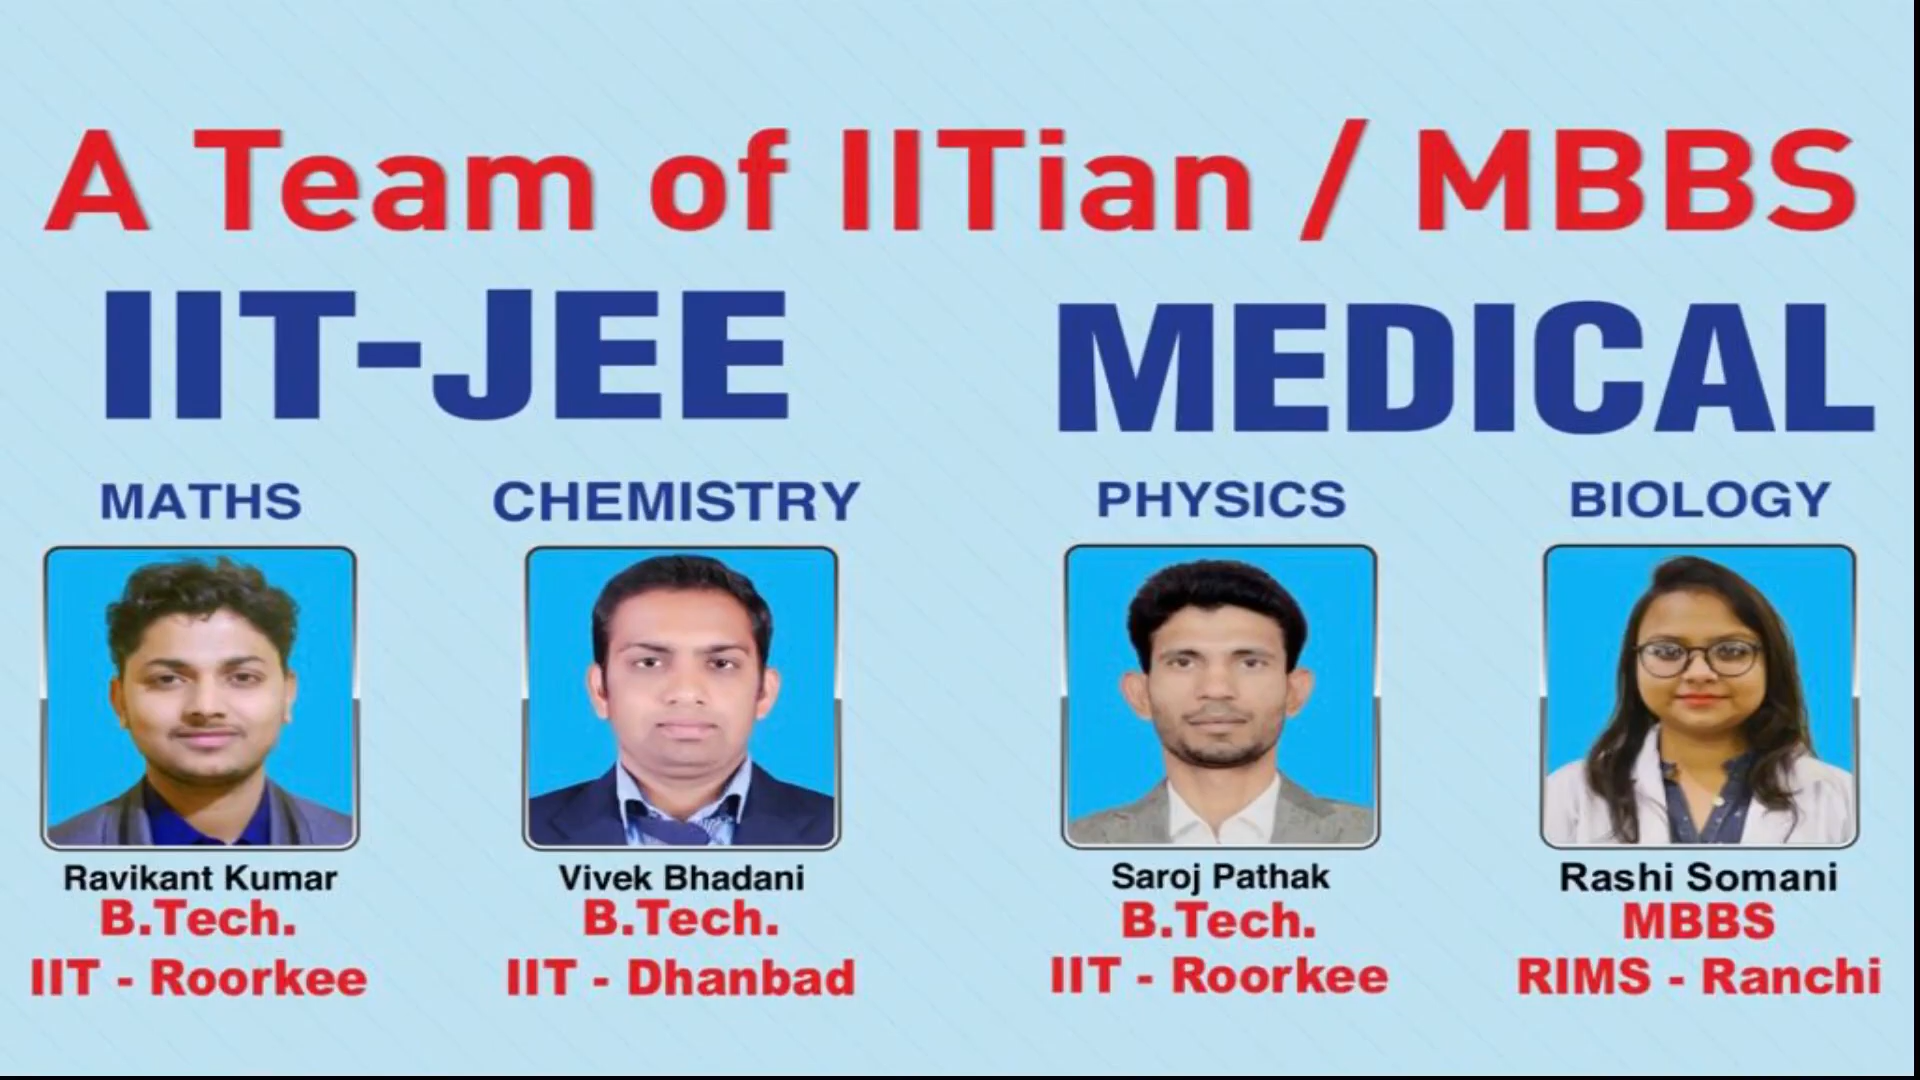 A Team of IITian / MBBS
IIT-JEE MEDICAL
MATHS CHEMISTRY PHYSICS BIOLOGY
Ravikant Kumar Vivek Bhadani Saroj Pathak Rashi Somani
B.Tech. B.Tech. B.Tech. MBBS
IIT - Roorkee IIT - Dhanbad IIT - Roorkee RIMS - Ranchi